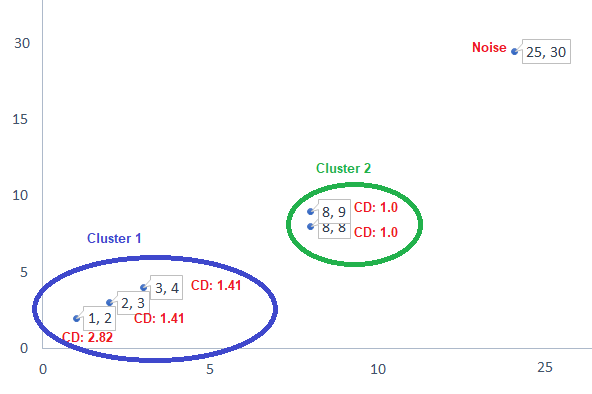 30
Noise
25, 30
15
Cluster 2
10
8, 9
CD: 1.0
8, 8
CD: 1.0
Cluster 1
5
3, 4
CD: 1.41
2, 3
1, 2
CD: 1.41
CD: 2.82
0
0
5
10
25